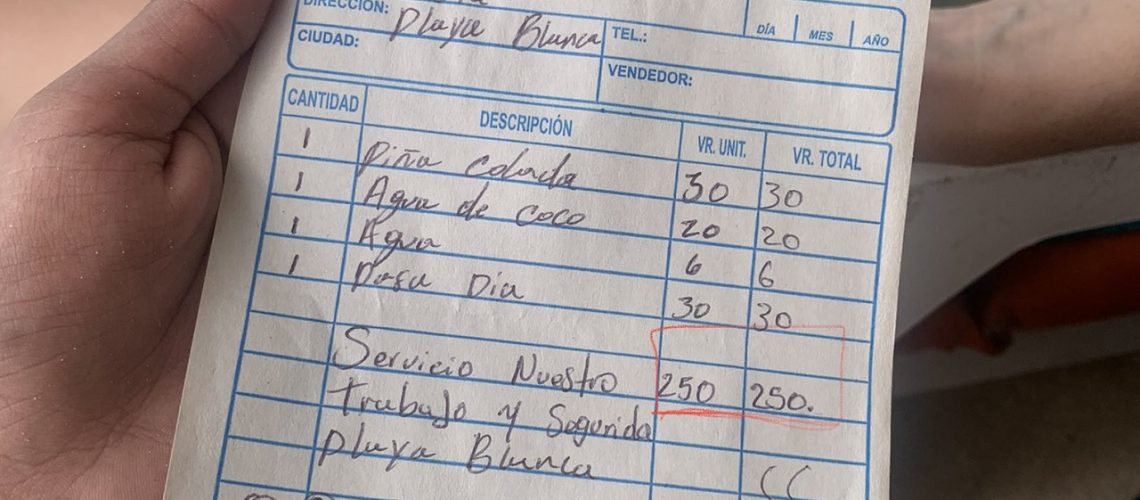 DIRECCIÓN: Playa Blanca TEL.: DÍA MES AÑO
CIUDAD: VENDEDOR:
CANTIDAD DESCRIPCIÓN VR. UNIT. VR. TOTAL
1 Piña Colada 30 30
1 Agua de coco 20 20
1 Agua 6 6
1 Pasa Dia 30 30
Servicio Nuestro 250 250.
trabajo y Segurida
playa Blanca